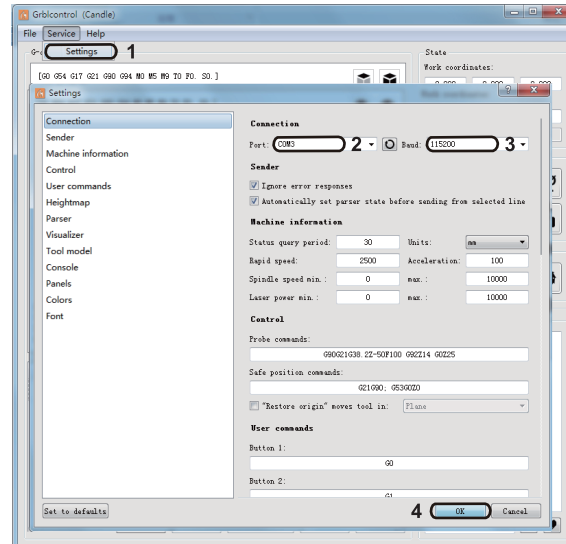 Grblcontrol (Candle)
File Service Help
Settings 1
State
Work coordinates:
[G0 G54 G17 G21 G90 G94 M0 M5 M9 T0 F0. S0.]
Settings
Connection
Sender
Machine information
Control
User commands
Heightmap
Parser
Visualizer
Tool model
Console
Panels
Colors
Font
Connection
Port: COM3 2 Baud: 115200 3
Sender
Ignore error responses
Automatically set parser state before sending from selected line
Machine information
Status query period: 30 Units: mm
Rapid speed: 2500 Acceleration: 100
Spindle speed min.: 0 max.: 10000
Laser power min.: 0 max.: 10000
Control
Probe commands:
G90G21G38.2Z-50F100 G92Z14 G0Z25
Safe position commands:
G21G90; G53G0Z0
"Restore origin" moves tool in: Plane
User commands
Button 1:
G0
Button 2:
G1
Set to defaults 4 OK Cancel